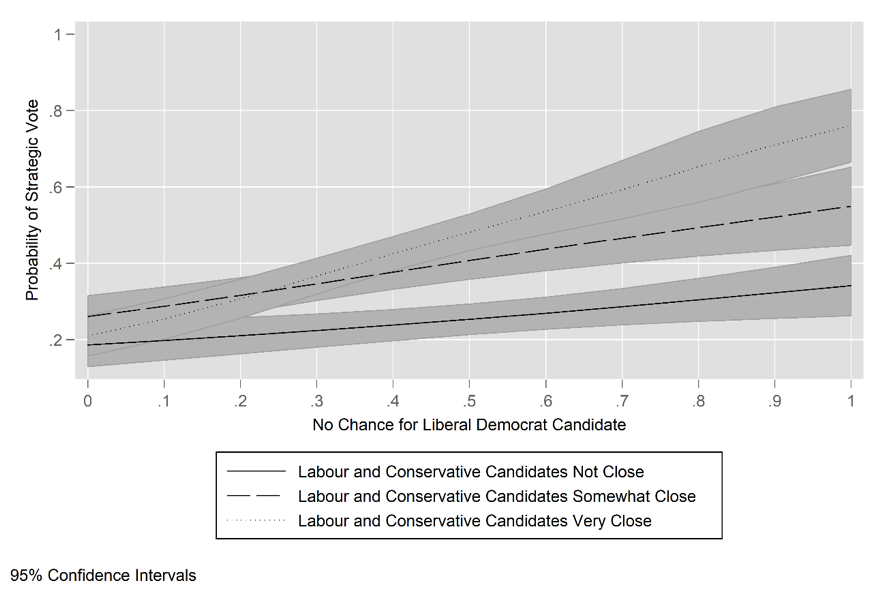 1
.8
.6
.4
.2
Probability of Strategic Vote
0 .1 .2 .3 .4 .5 .6 .7 .8 .9 1
No Chance for Liberal Democrat Candidate
Labour and Conservative Candidates Not Close
Labour and Conservative Candidates Somewhat Close
Labour and Conservative Candidates Very Close
95% Confidence Intervals